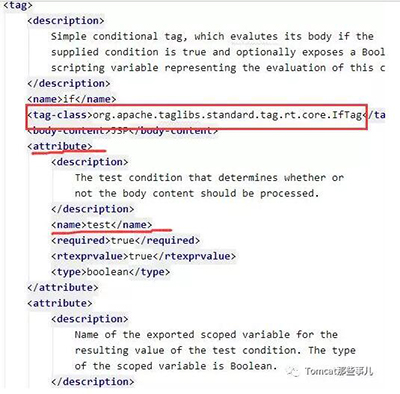 <tag>
<description>
Simple conditional tag, which evalutes its body if the
supplied condition is true and optionally exposes a Bool
scripting variable representing the evaluation of this c
</description>
<name>if</name>
<tag-class>org.apache.taglibs.standard.tag.rt.core.IfTag</ta
<body-content>JSP</body-content>
<attribute>
<description>
The test condition that determines whether or
not the body content should be processed.
</description>
<name>test</name>
<required>true</required>
<rtexprvalue>true</rtexprvalue>
<type>boolean</type>
</attribute>
<attribute>
<description>
Name of the exported scoped variable for the
resulting value of the test condition. The type
of the scoped variable is Boolean.
</description>
Tomcat那些事儿